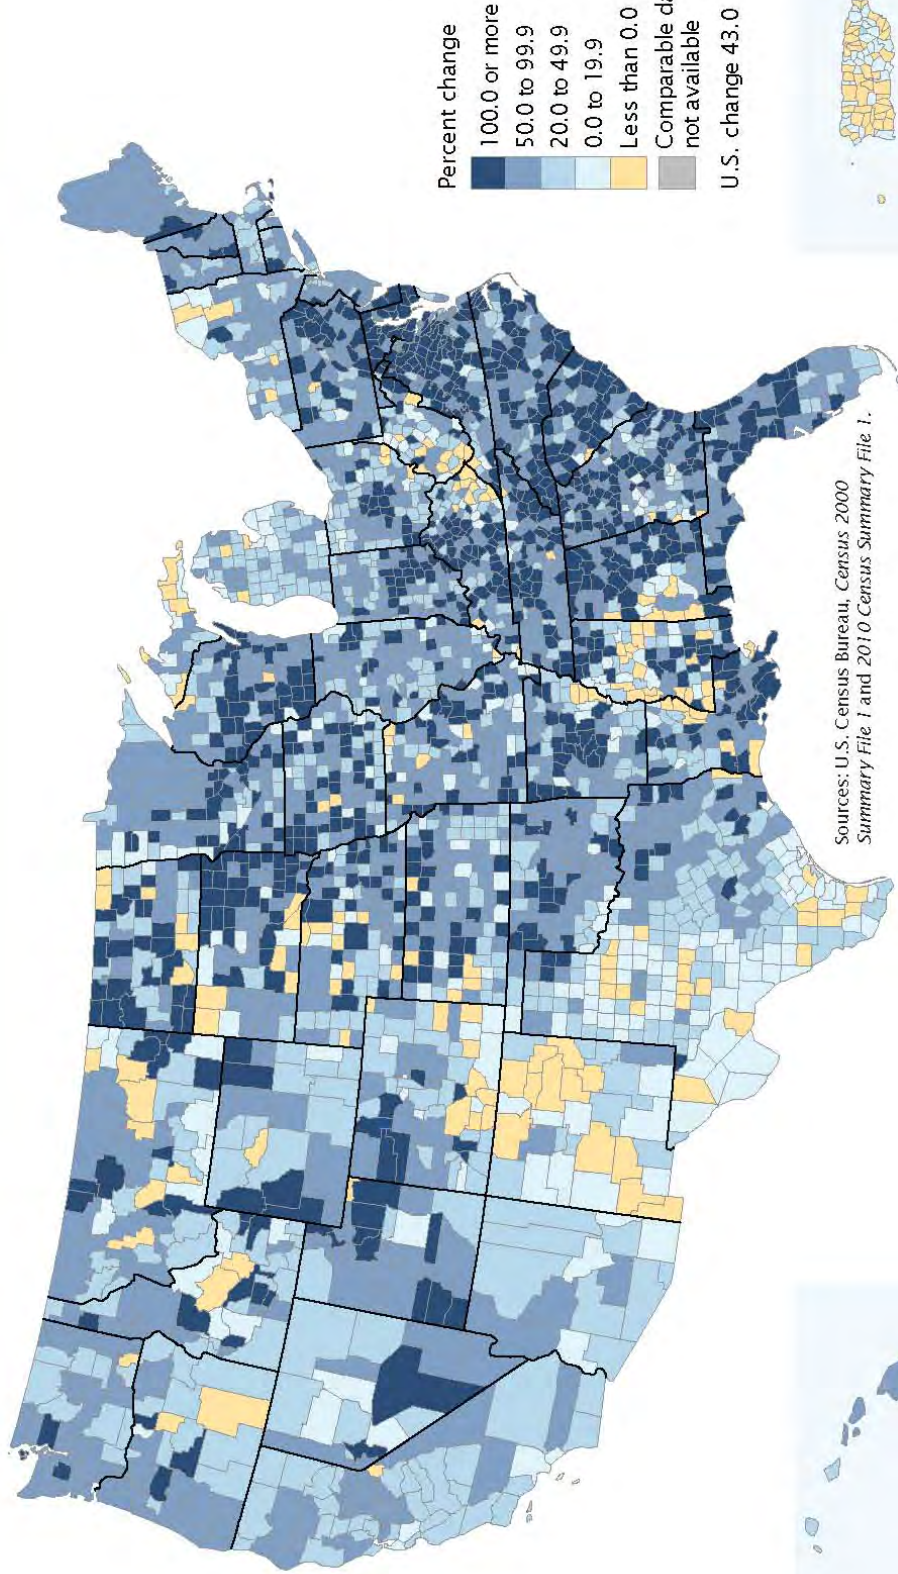 Percent change
100.0 or more
50.0 to 99.9
20.0 to 49.9
0.0 to 19.9
Less than 0.0
Comparable
not available
U.S. change 43.0
Sources: U.S. Census Bureau, Census 2000
Summary File 1 and 2010 Census Summary File 1.